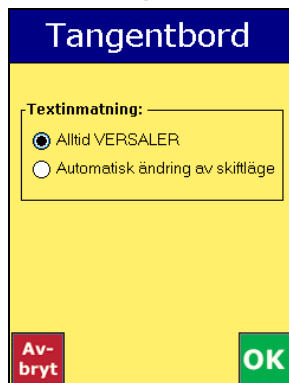 Tangentbord
Textinmatning:
Alltid VERSALER
Automatisk ändring av skiftläge
Av-
bryt
OK